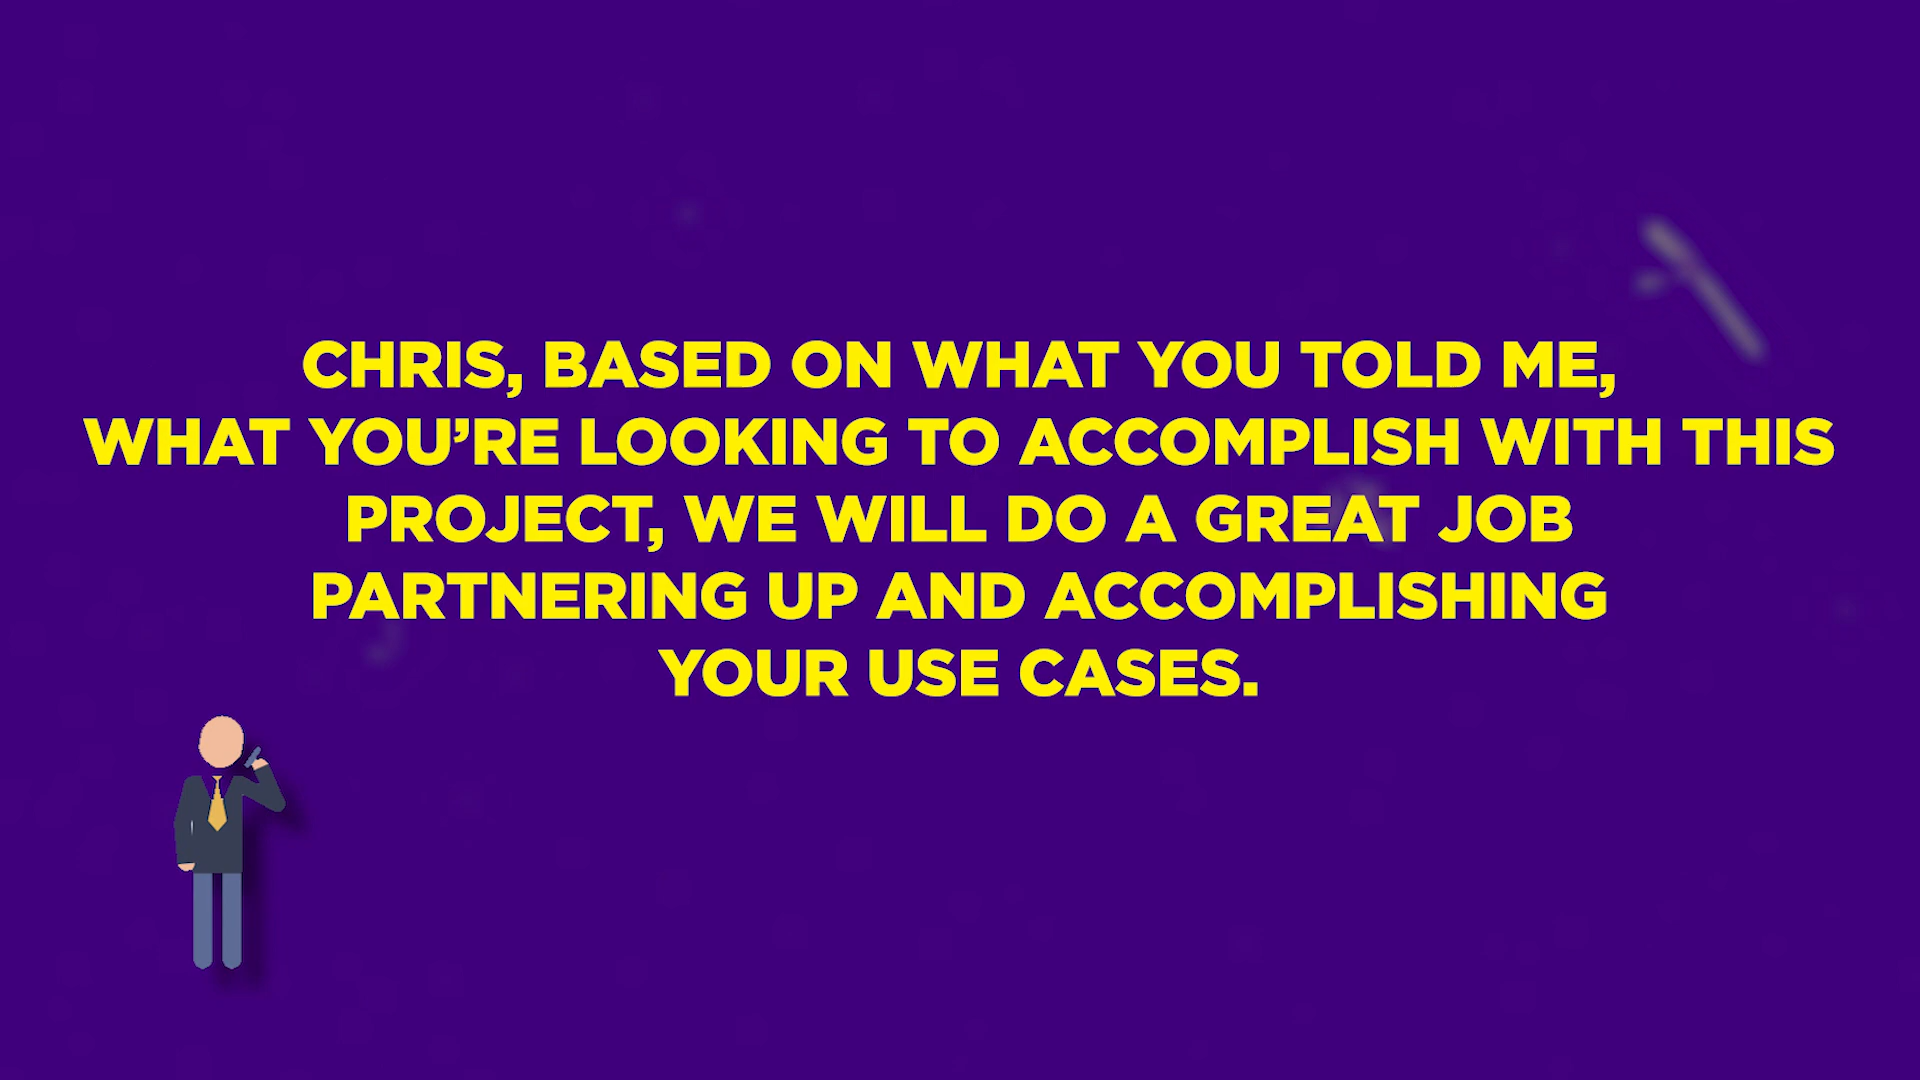 CHRIS, BASED ON WHAT YOU TOLD ME,
WHAT YOU’RE LOOKING TO ACCOMPLISH WITH THIS
PROJECT, WE WILL DO A GREAT JOB
PARTNERING UP AND ACCOMPLISHING
YOUR USE CASES.